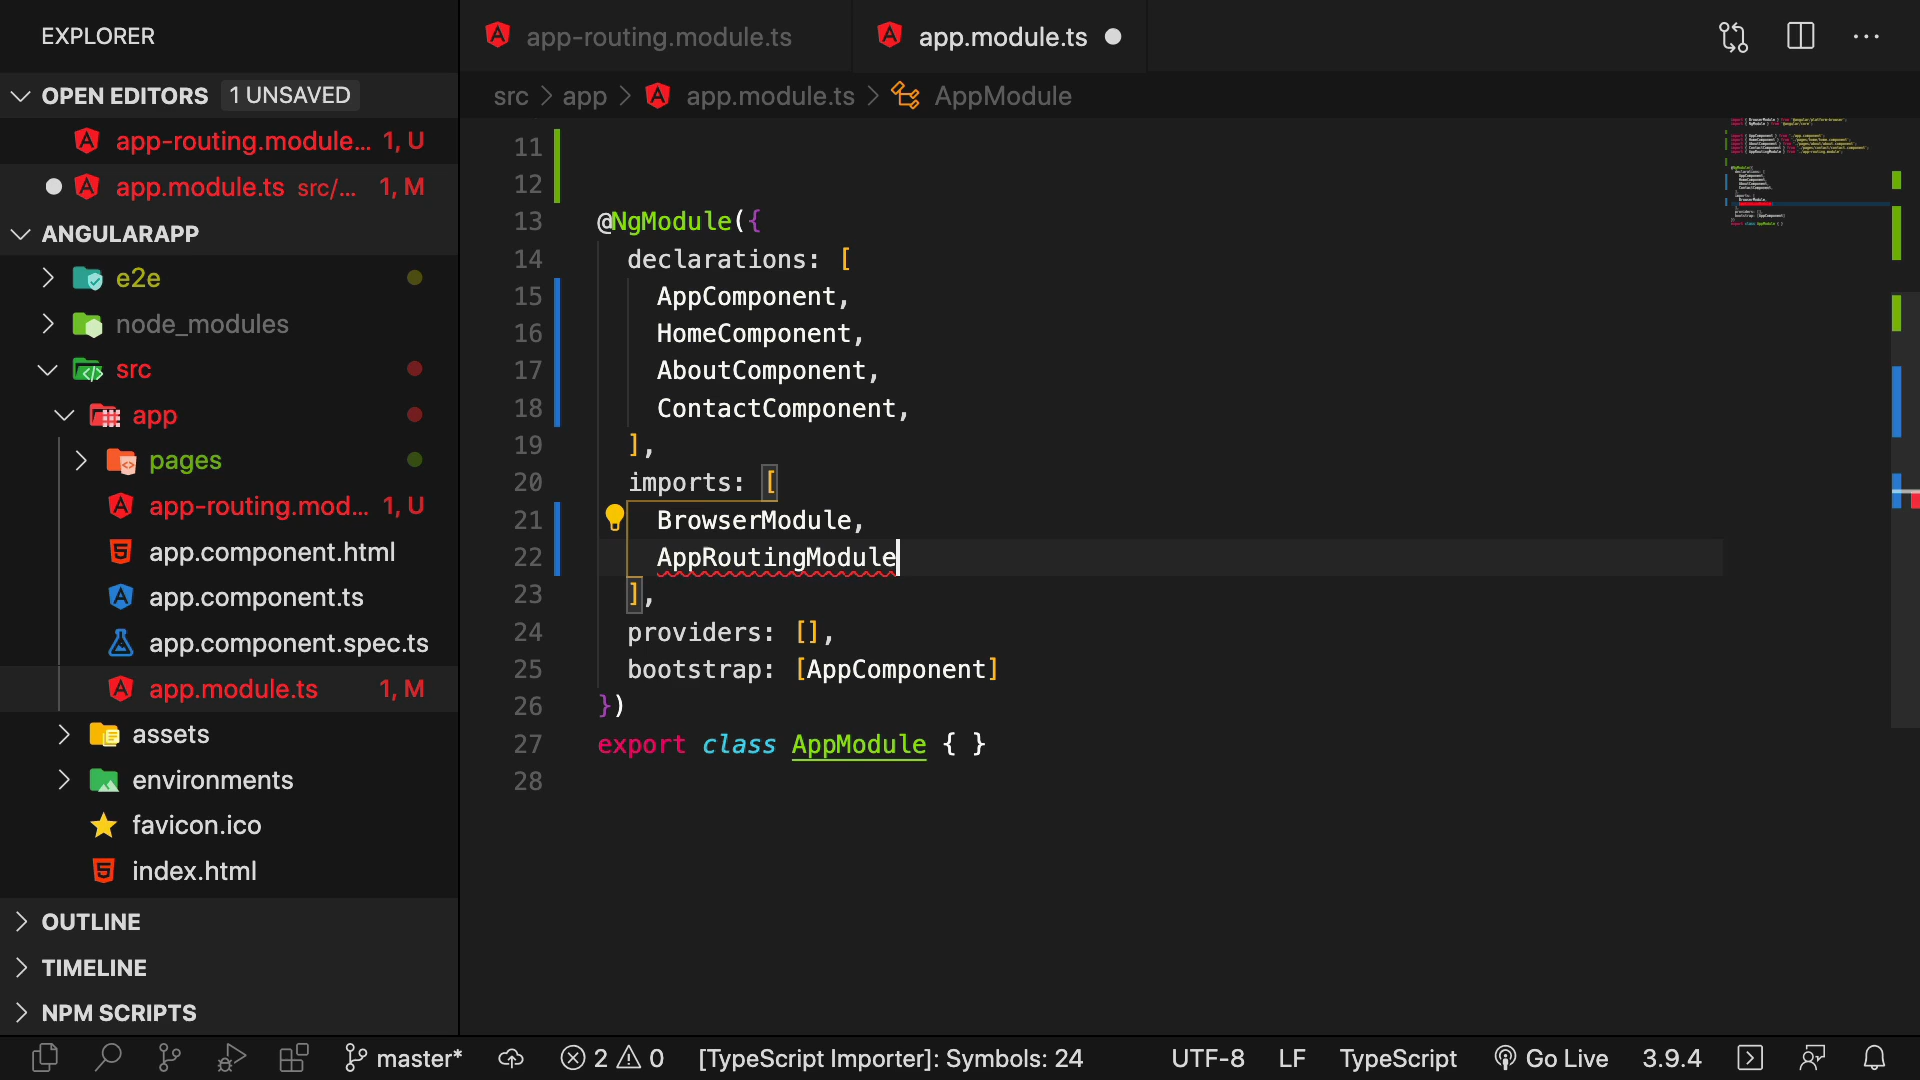 EXPLORER
OPEN EDITORS 1 UNSAVED
app-routing.module... 1, U
app.module.ts src/... 1, M
ANGULARAPP
e2e
node_modules
src
app
pages
app-routing.mod... 1, U
app.component.html
app.component.ts
app.component.spec.ts
app.module.ts 1, M
assets
environments
favicon.ico
index.html
OUTLINE
TIMELINE
NPM SCRIPTS
app-routing.module.ts
app.module.ts
src > app > app.module.ts > AppModule
11
12
13 @NgModule({
14 declarations: [
15 AppComponent,
16 HomeComponent,
17 AboutComponent,
18 ContactComponent,
19 ],
20 imports: [
21 BrowserModule,
22 AppRoutingModule
23 ],
24 providers: [],
25 bootstrap: [AppComponent]
26 })
27 export class AppModule { }
28
master* 2 0 [TypeScript Importer]: Symbols: 24 UTF-8 LF TypeScript Go Live 3.9.4